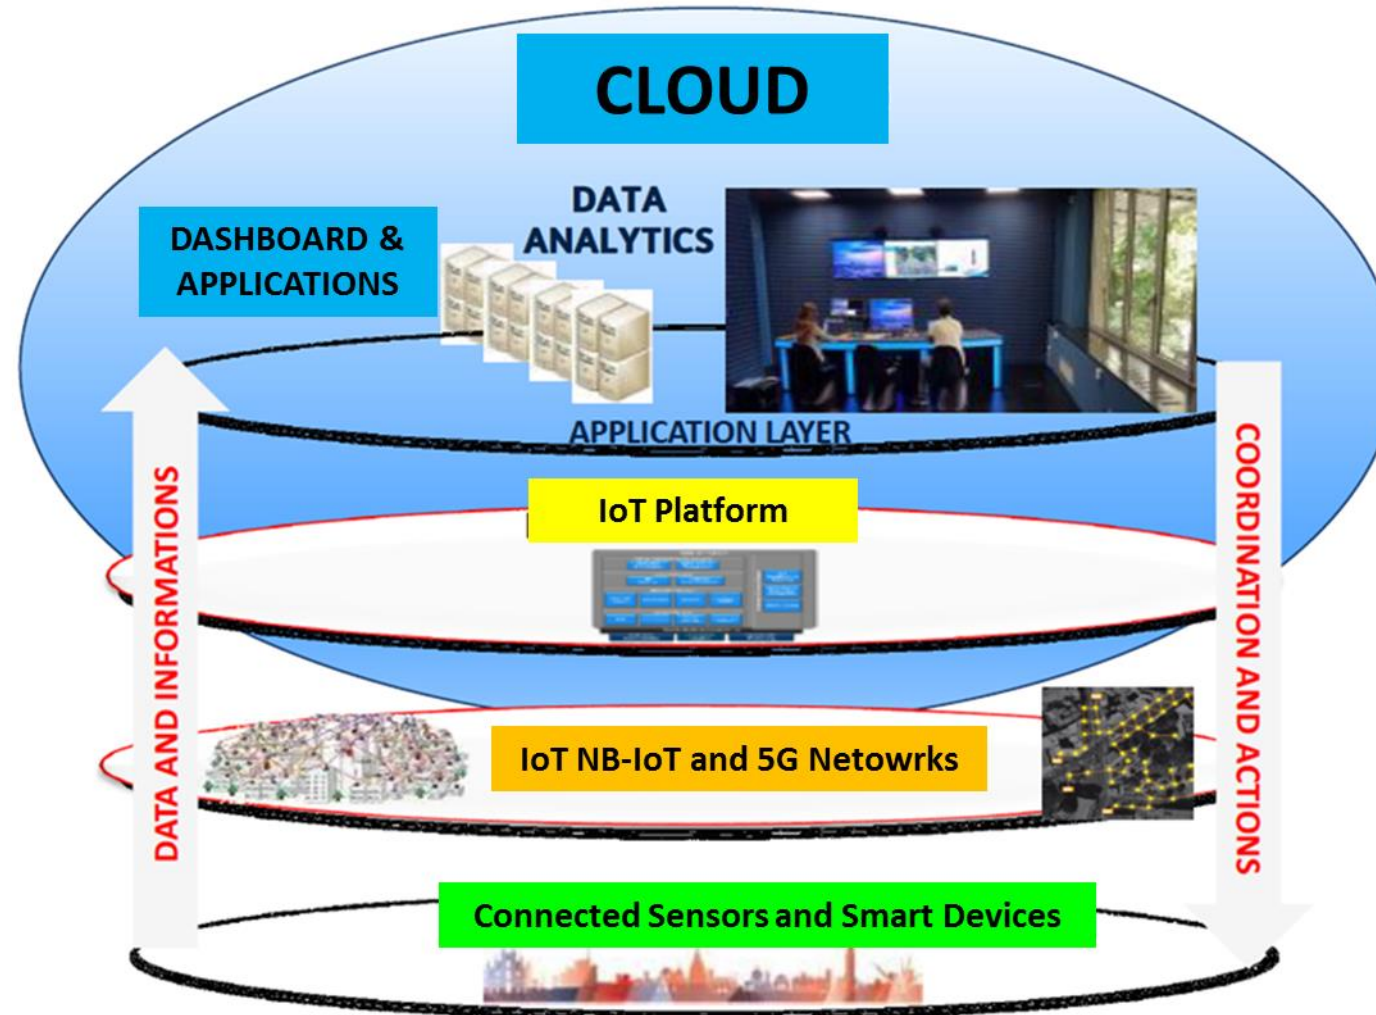 CLOUD
DATA
ANALYTICS
DASHBOARD &
APPLICATIONS
APPLICATION LAYER
IoT Platform
IoT NB-IoT and 5G Netowrks
Connected Sensors and Smart Devices
DATA AND INFORMATIONS
COORDINATION AND ACTIONS